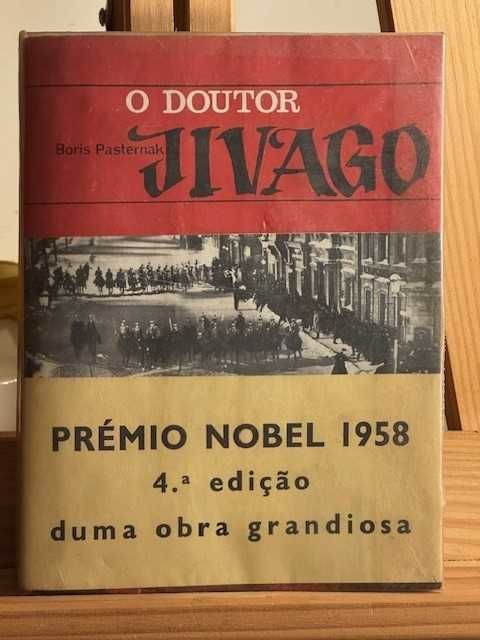 O DOUTOR
Boris Pasternak
JIVAGO
PRÉMIO NOBEL 1958
4.ª edição
duma obra grandiosa